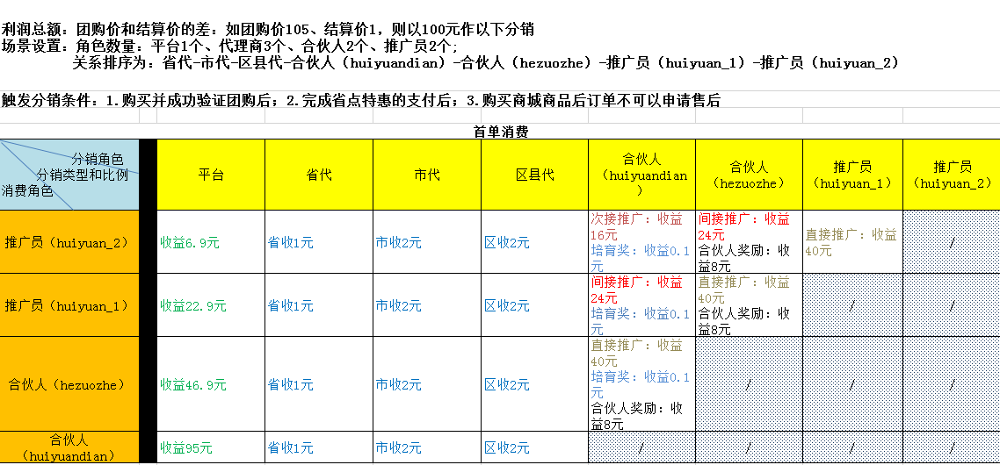 利润总额：团购价和结算价的差：如团购价105、结算价1，则以100元作以下分销
场景设置：角色数量：平台1个、代理商3个、合伙人2个、推广员2个；
关系排序为：省代-市代-区县代-合伙人（huiyuandian）-合伙人（hezuozhe）-推广员（huiyuan_1）-推广员（huiyuan_2）
触发分销条件：1.购买并成功验证团购后；2.完成省点特惠的支付后；3.购买商城商品后订单不可以申请售后
首单消费
分销角色
分销类型和比例
消费角色
平台
省代
市代
区县代
合伙人
（huiyuandian
）
合伙人
（hezuozhe）
推广员
（huiyuan_1）
推广员
（huiyuan_2）
推广员（huiyuan_2）
收益6.9元
省收1元
市收2元
区收2元
次接推广：收益
16元
培育奖：收益0.1
元
间接推广：收益
24元
合伙人奖励：收
益8元
直接推广：收益
40元
/
推广员（huiyuan_1）
收益22.9元
省收1元
市收2元
区收2元
间接推广：收益
24元
培育奖：收益0.1
元
直接推广：收益
40元
合伙人奖励：收
益8元
/
/
合伙人（hezuozhe）
收益46.9元
省收1元
市收2元
区收2元
直接推广：收益
40元
培育奖：收益0.1
元
合伙人奖励：收
益8元
/
/
/
合伙人
（huiyuandian）
收益95元
省收1元
市收2元
区收2元
/
/
/
/